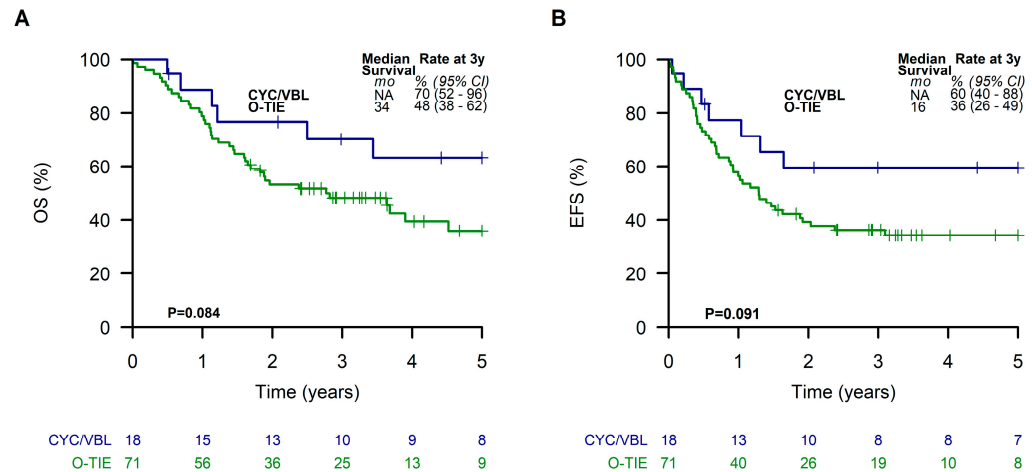 A
Median Rate at 3y
Survival
mo % (95% CI)
CYC/VBL NA 70 (52 - 96)
O-TIE 34 48 (38 - 62)
OS (%)
100
80
60
40
20
0
P=0.084
0 1 2 3 4 5
Time (years)
CYC/VBL 18 15 13 10 9 8
O-TIE 71 56 36 25 13 9
B
Median Rate at 3y
Survival
mo % (95% CI)
CYC/VBL NA 60 (40 - 88)
O-TIE 16 36 (26 - 49)
EFS (%)
100
80
60
40
20
0
P=0.091
0 1 2 3 4 5
Time (years)
CYC/VBL 18 13 10 8 8 7
O-TIE 71 40 26 19 10 8